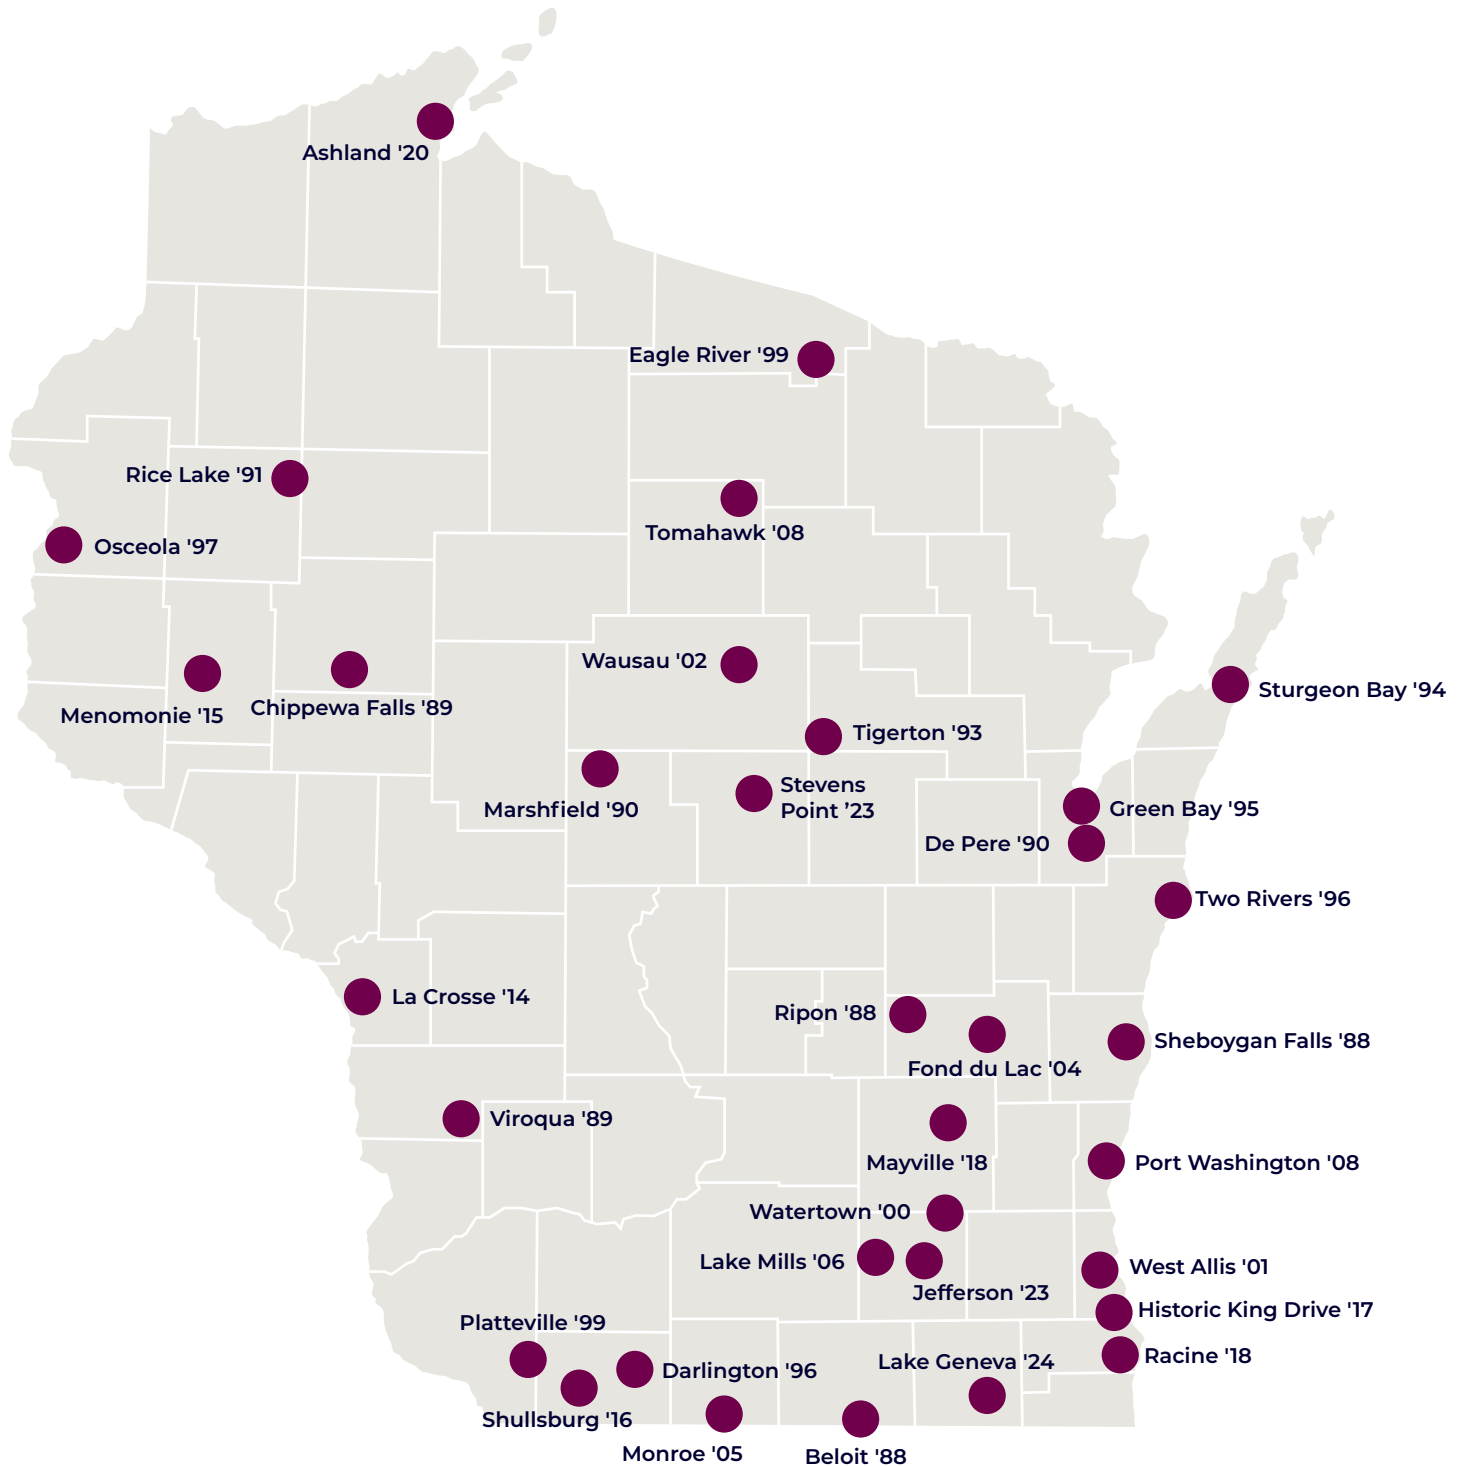 Ashland '20
Eagle River '99
Rice Lake '91
Tomahawk '08
Osceola '97
Wausau '02
Sturgeon Bay '94
Menomonie '15
Chippewa Falls '89
Tigerton '93
Marshfield '90
Stevens
Point ’23
Green Bay '95
De Pere '90
Two Rivers '96
La Crosse '14
Ripon '88
Sheboygan Falls '88
Fond du Lac '04
Viroqua '89
Mayville '18
Port Washington '08
Watertown '00
Lake Mills '06
West Allis '01
Jefferson '23
Historic King Drive '17
Platteville '99
Racine '18
Lake Geneva '24
Darlington '96
Shullsburg '16
Monroe '05
Beloit '88